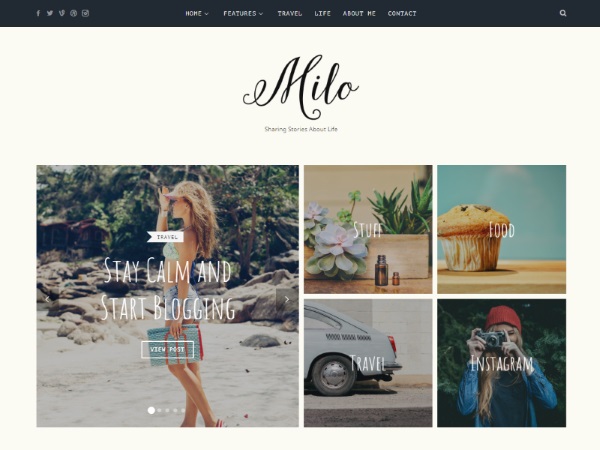 HOME FEATURES TRAVEL LIFE ABOUT ME CONTACT
Milo
Sharing Stories About Life
TRAVEL
Stay Calm and
Start Blogging
VIEW POST
Stuff
Food
Travel
Instagram